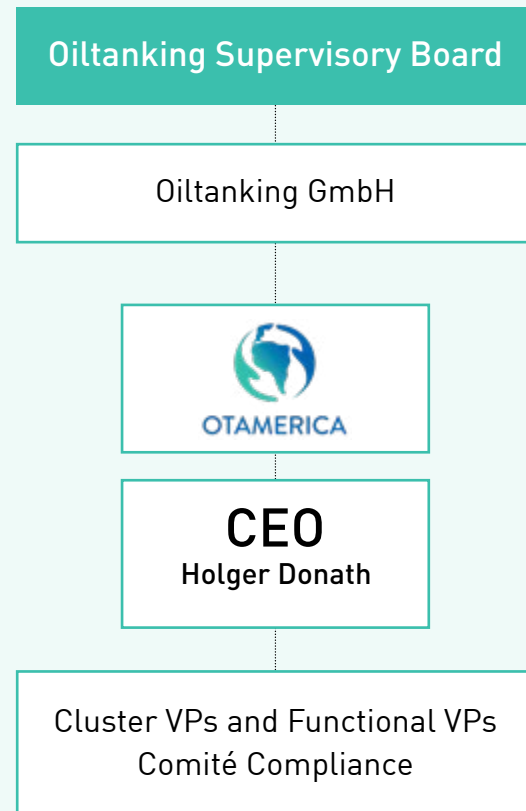 Oiltanking Supervisory Board
Oiltanking GmbH
OTAMERICA
CEO
Holger Donath
Cluster VPs and Functional VPs
Comité Compliance